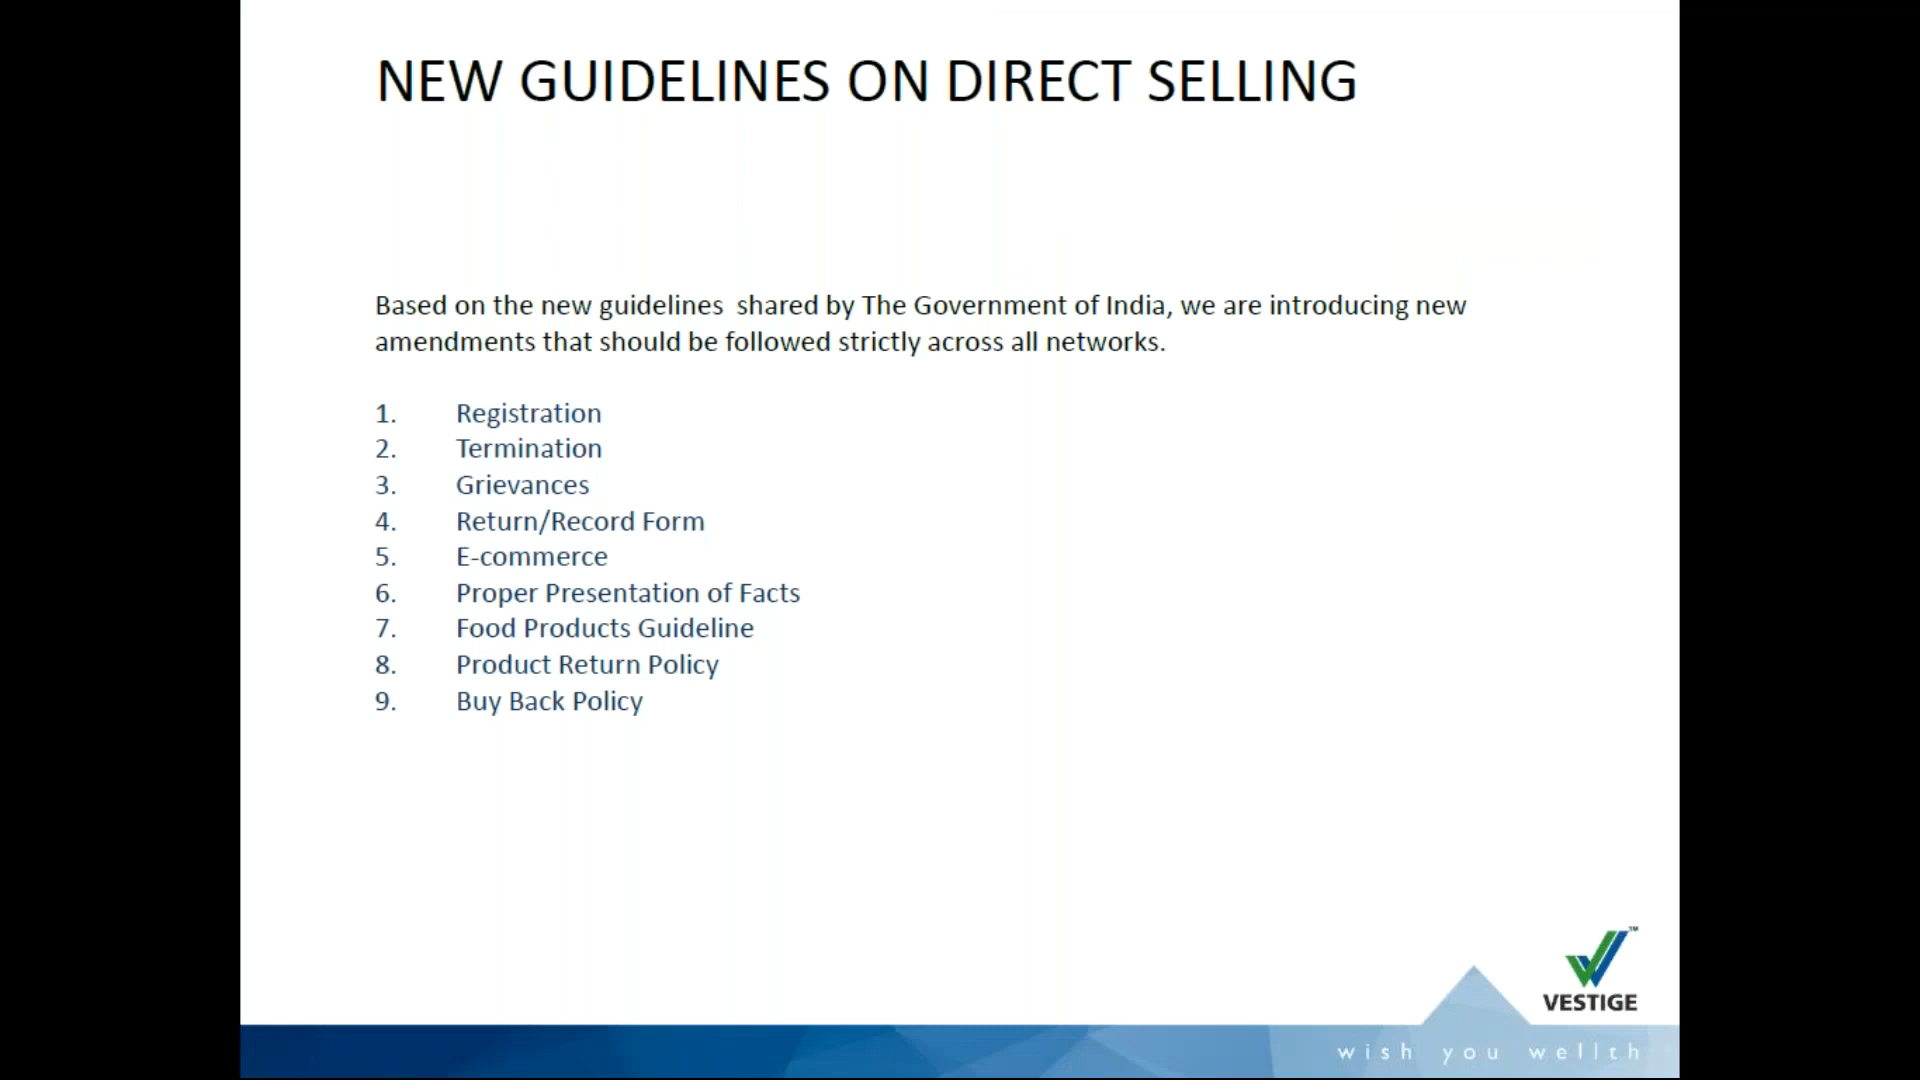 NEW GUIDELINES ON DIRECT SELLING
Based on the new guidelines shared by The Government of India, we are introducing new
amendments that should be followed strictly across all networks.
1. Registration
2. Termination
3. Grievances
4. Return/Record Form
5. E-commerce
6. Proper Presentation of Facts
7. Food Products Guideline
8. Product Return Policy
9. Buy Back Policy
TM
VESTIGE
wish you wellth